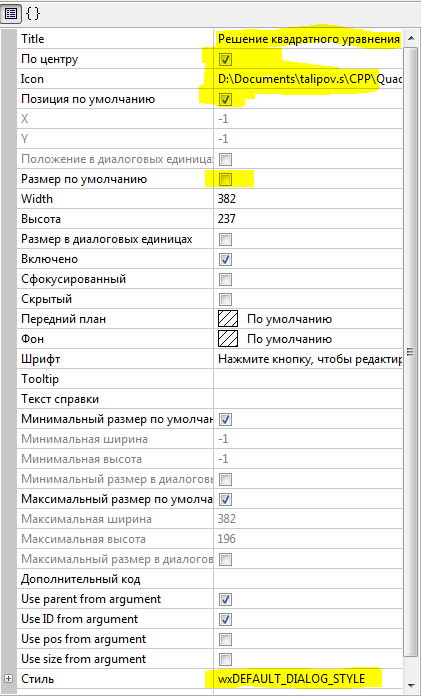 {}
Title Решение квадратного уравнения
По центру
Icon D:\Documents\talipov.s\CPP\Quac
Позиция по умолчанию
X -1
Y -1
Положение в диалоговых единица
Размер по умолчанию
Width 382
Высота 237
Размер в диалоговых единицах
Включено
Сфокусированный
Скрытый
Передний план По умолчанию
Фон По умолчанию
Шрифт Нажмите кнопку, чтобы редактир
Tooltip
Текст справки
Минимальный размер по умолчан
Минимальная ширина -1
Минимальная высота -1
Минимальный размер в диалоговы
Максимальный размер по умолча
Максимальная ширина 382
Максимальная высота 196
Максимальный размер в диалогов
Дополнительный код
Use parent from argument
Use ID from argument
Use pos from argument
Use size from argument
Стиль wxDEFAULT_DIALOG_STYLE